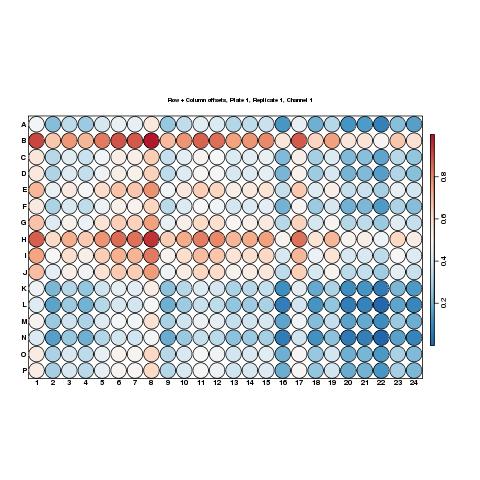 Row + Column offsets, Plate 1, Replicate 1, Channel 1
A
B
C
D
E
F
G
H
I
J
K
L
M
N
O
P
1 2 3 4 5 6 7 8 9 10 11 12 13 14 15 16 17 18 19 20 21 22 23 24
0.8
0.6
0.4
0.2